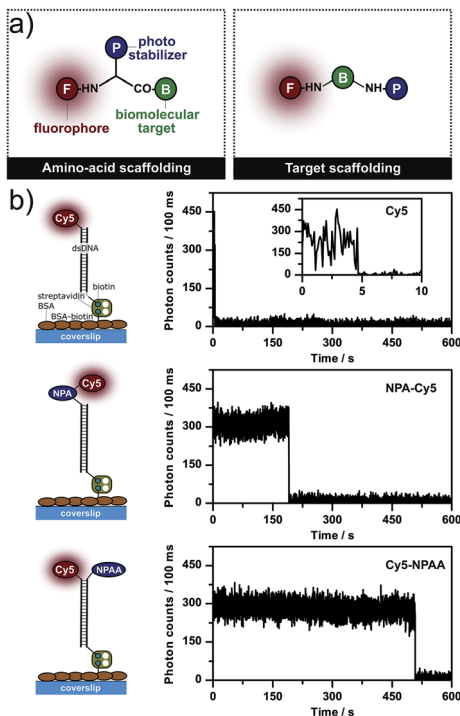 a)
P
photo
stabilizer
F
HN
CO
B
fluorophore
biomolecular
target
Amino-acid scaffolding
F
HN
B
NH
P
Target scaffolding
b)
Cy5
dsDNA
biotin
streptavidin
BSA
BSA-biotin
coverslip
Photon counts / 100 ms
450
300
150
0
Cy5
450
300
150
0
0 5 10
0 150 300 450 600
Time / s
NPA
Cy5
coverslip
Photon counts / 100 ms
450
300
150
0
NPA-Cy5
0 150 300 450 600
Time / s
Cy5
NPAA
coverslip
Photon counts / 100 ms
450
300
150
0
Cy5-NPAA
0 150 300 450 600
Time / s